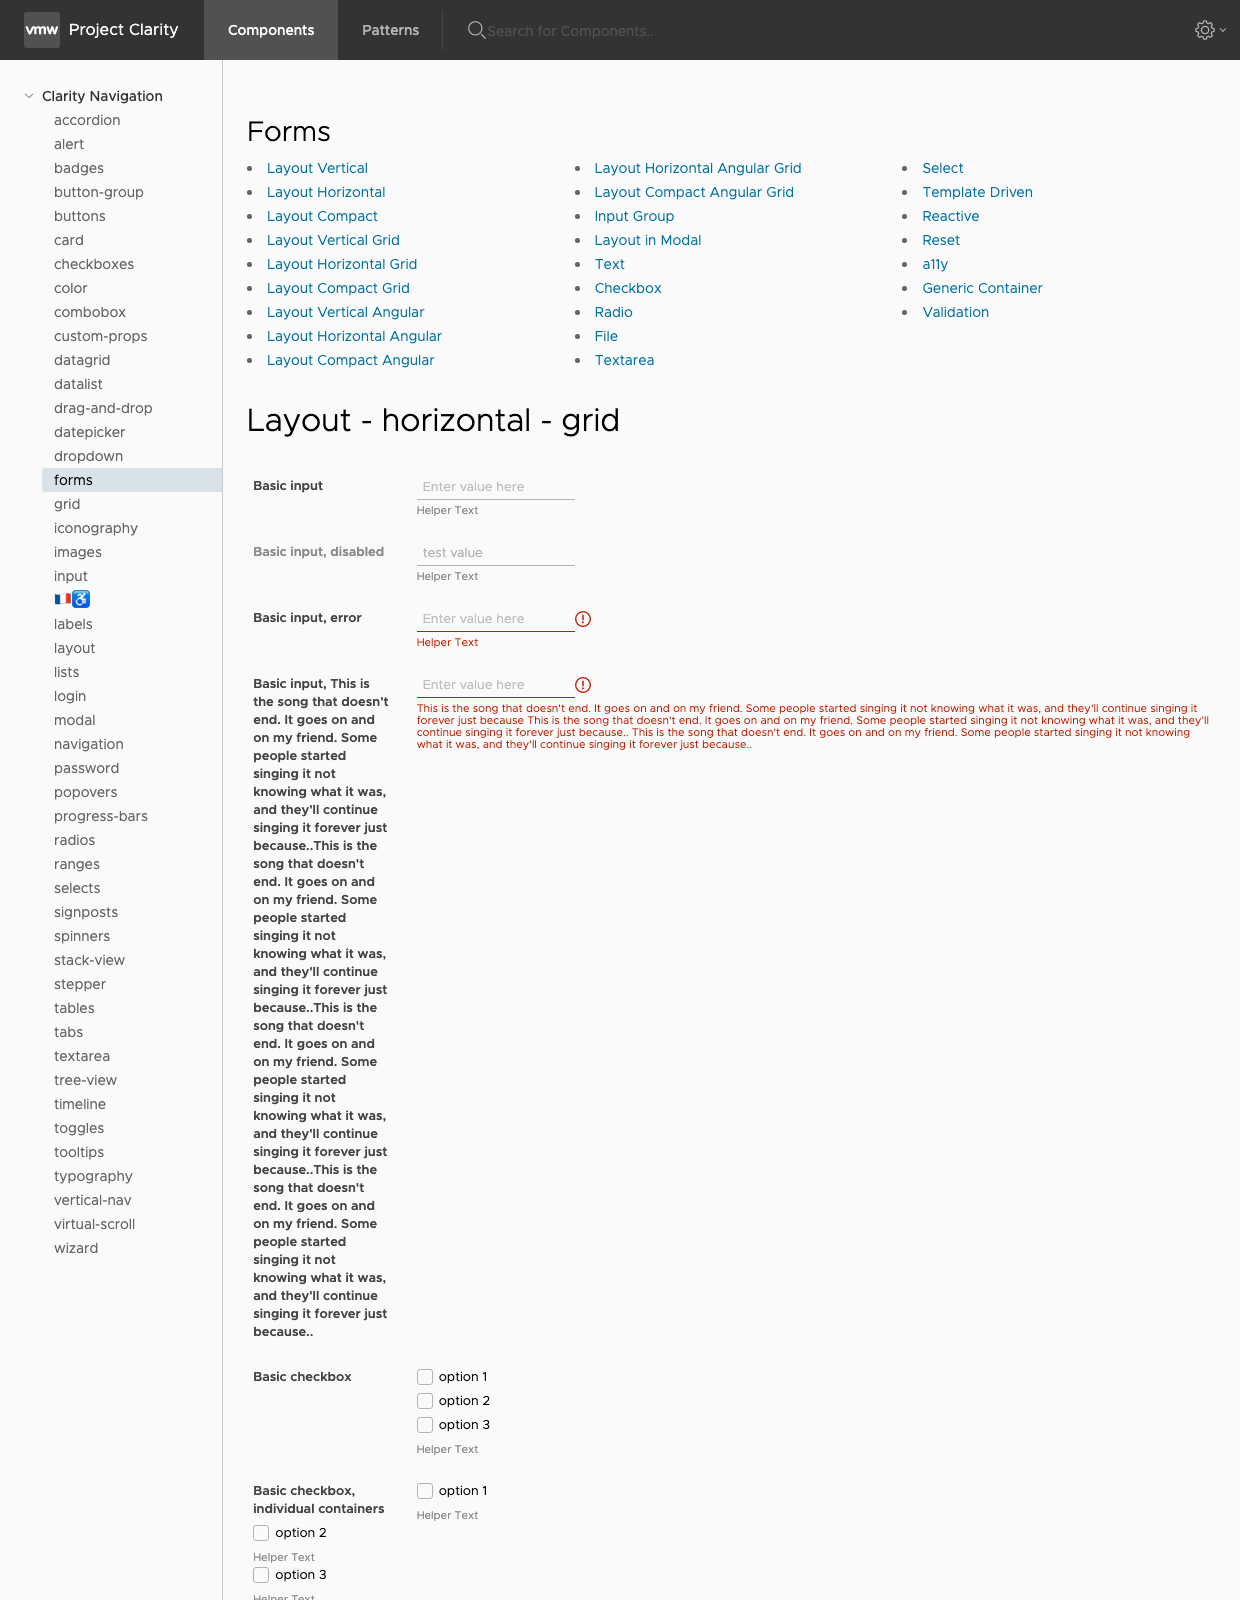 vmw Project Clarity
Components
Patterns
Search for Components..
Clarity Navigation
accordion
alert
badges
button-group
buttons
card
checkboxes
color
combobox
custom-props
datagrid
datalist
drag-and-drop
datepicker
dropdown
forms
grid
iconography
images
input
🇫🇷♿
labels
layout
lists
login
modal
navigation
password
popovers
progress-bars
radios
ranges
selects
signposts
spinners
stack-view
stepper
tables
tabs
textarea
tree-view
timeline
toggles
tooltips
typography
vertical-nav
virtual-scroll
wizard
Forms
Layout Vertical
Layout Horizontal
Layout Compact
Layout Vertical Grid
Layout Horizontal Grid
Layout Compact Grid
Layout Vertical Angular
Layout Horizontal Angular
Layout Compact Angular
Layout Horizontal Angular Grid
Layout Compact Angular Grid
Input Group
Layout in Modal
Text
Checkbox
Radio
File
Textarea
Select
Template Driven
Reactive
Reset
a11y
Generic Container
Validation
Layout - horizontal - grid
Basic input
Enter value here
Helper Text
Basic input, disabled
test value
Helper Text
Basic input, error
Enter value here
Helper Text
Basic input, This is
the song that doesn't
end. It goes on and
on my friend. Some
people started
singing it not
knowing what it was,
and they'll continue
singing it forever just
because..This is the
song that doesn't
end. It goes on and
on my friend. Some
people started
singing it not
knowing what it was,
and they'll continue
singing it forever just
because..This is the
song that doesn't
end. It goes on and
on my friend. Some
people started
singing it not
knowing what it was,
and they'll continue
singing it forever just
because..This is the
song that doesn't
end. It goes on and
on my friend. Some
people started
singing it not
knowing what it was,
and they'll continue
singing it forever just
because..
Enter value here
This is the song that doesn't end. It goes on and on my friend. Some people started singing it not knowing what it was, and they'll continue singing it
forever just because This is the song that doesn't end. It goes on and on my friend. Some people started singing it not knowing what it was, and they'll
continue singing it forever just because.. This is the song that doesn't end. It goes on and on my friend. Some people started singing it not knowing
what it was, and they'll continue singing it forever just because..
Basic checkbox
option 1
option 2
option 3
Helper Text
Basic checkbox,
individual containers
option 1
Helper Text
option 2
Helper Text
option 3
Helper Text